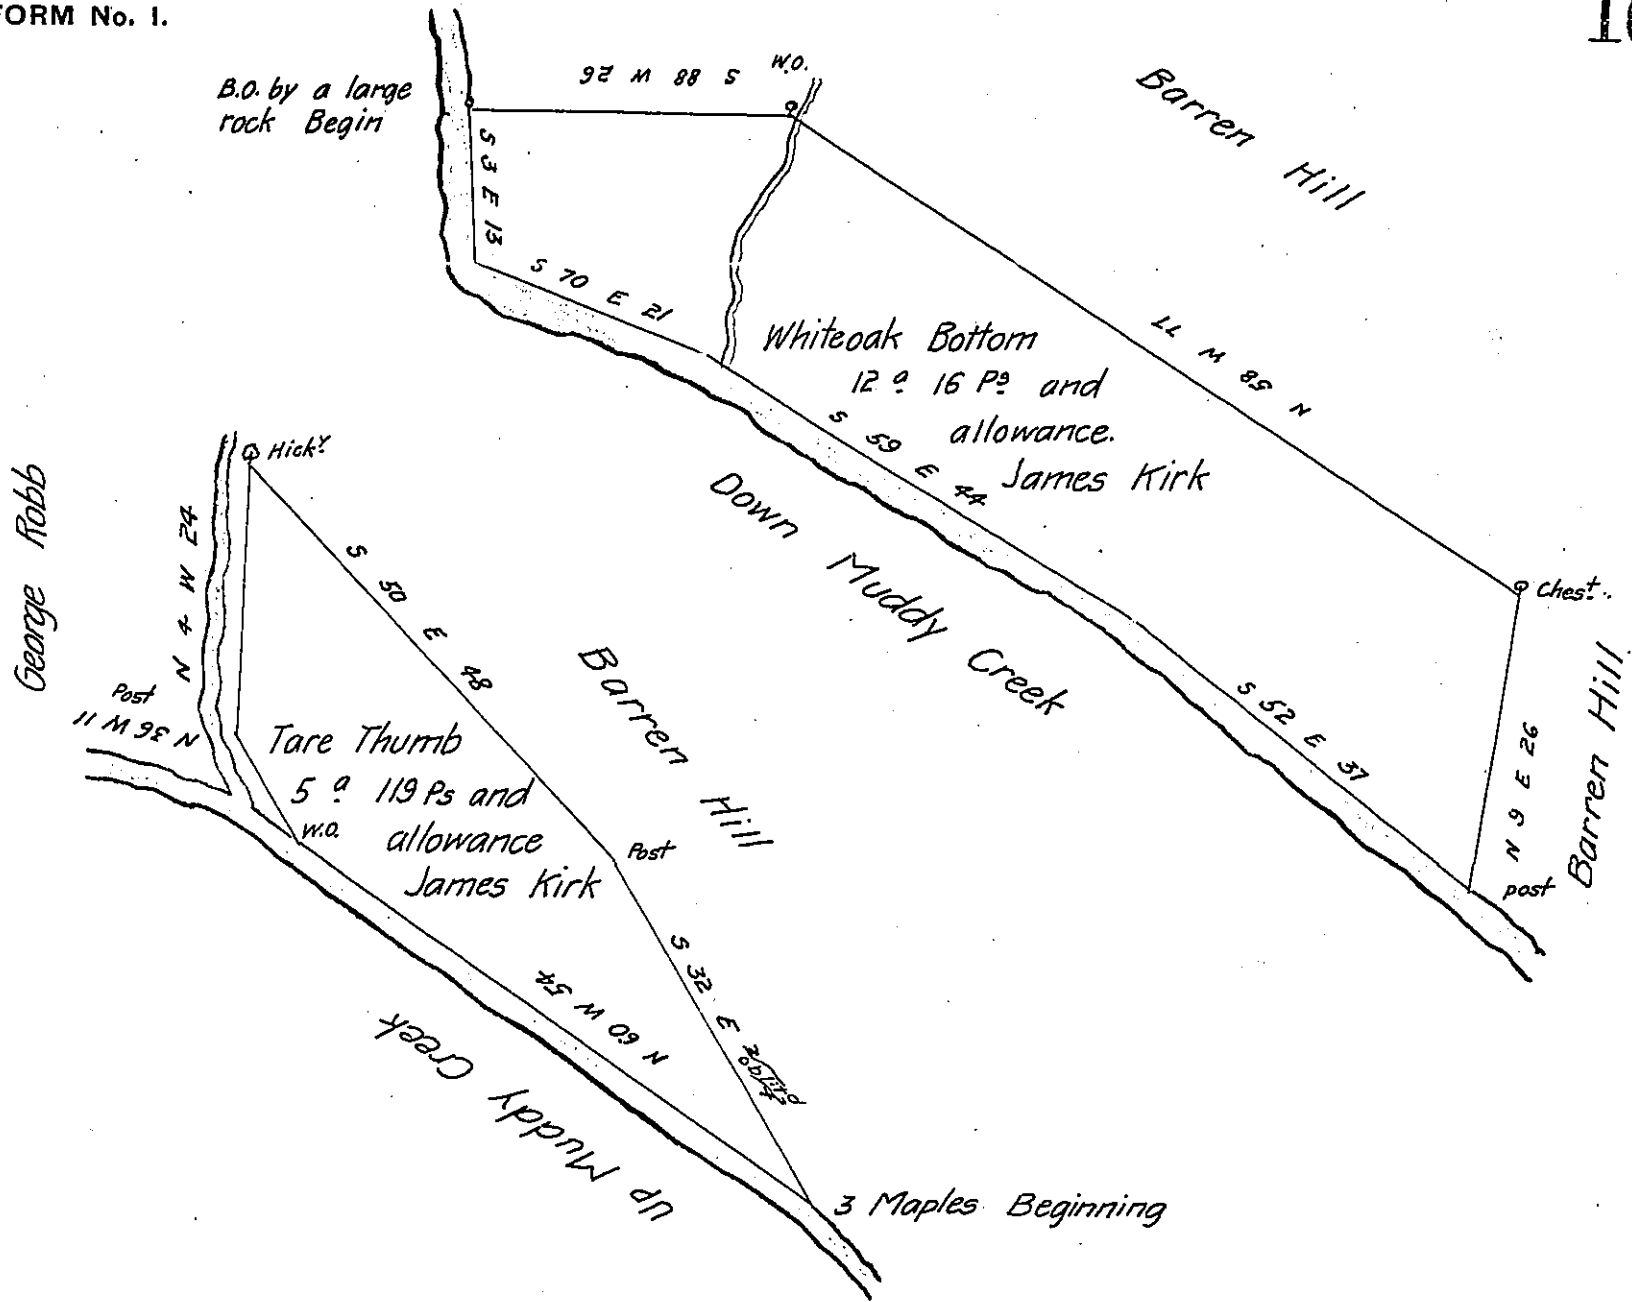 FORM No. 1.
B.O. by a large
rock Begin
S 88 W 26
W.O.
Barren Hill
S 3 E 13
S 70 E 21
Whiteoak Bottom
12 a. 16 Ps and
allowance.
James Kirk
N 58 W 77
S 59 E 44
Down Muddy Creek
Chest.
S 52 E 37
N 9 E 26
post
Barren Hill
George Robb
Hicky.
N 4 W 24
S 50 E 48
Post
N 36 W 11
Tare Thumb
5 a. 119 Ps and
allowance
James Kirk
W.O.
Barren Hill
Post
S 32 E
N 60 W 54
Up Muddy Creek
3 Maples Beginning